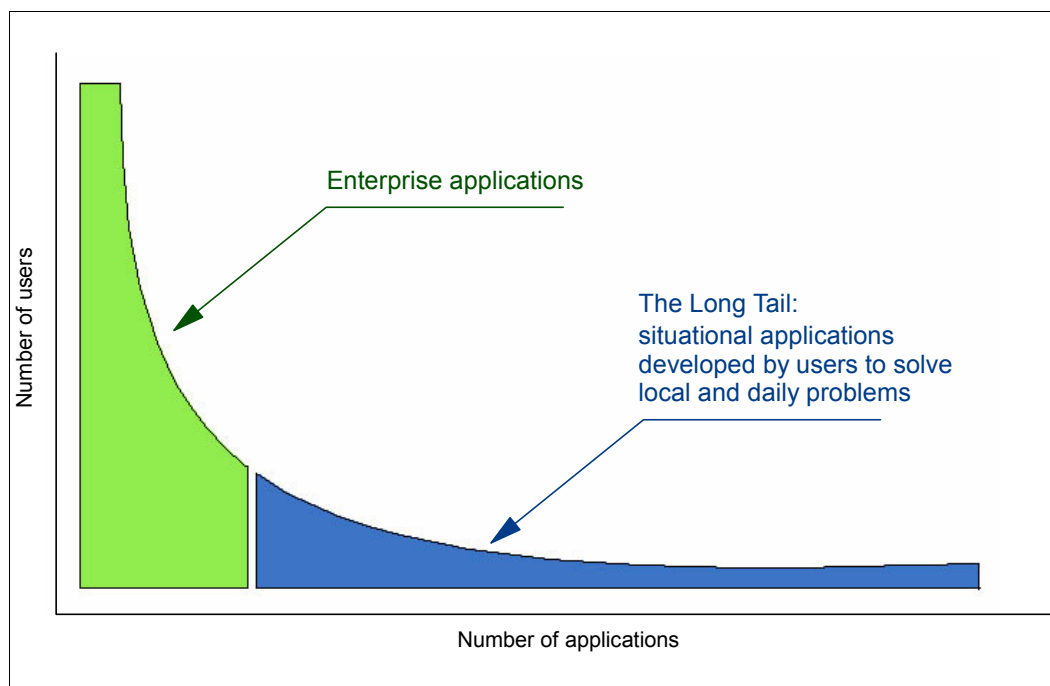 Enterprise applications
The Long Tail:
situational applications
developed by users to solve
local and daily problems
Number of users
Number of applications